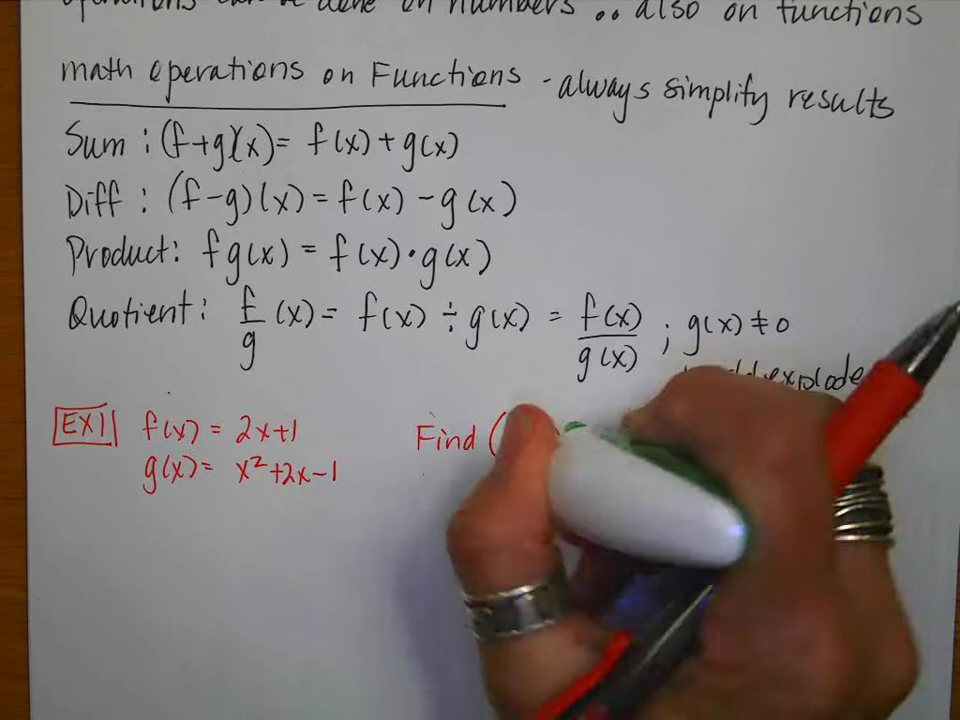 operations can be done on numbers .. also on functions
math operations on Functions - always simplify results
Sum : (f+g)(x) = f(x) + g(x)
Diff : (f-g)(x) = f(x) - g(x)
Product: fg(x) = f(x)·g(x)
Quotient: f/g (x) = f(x) ÷ g(x) = f(x)/g(x) ; g(x) ≠ 0
explode
EX1 f(x) = 2x+1 Find (
g(x) = x²+2x-1